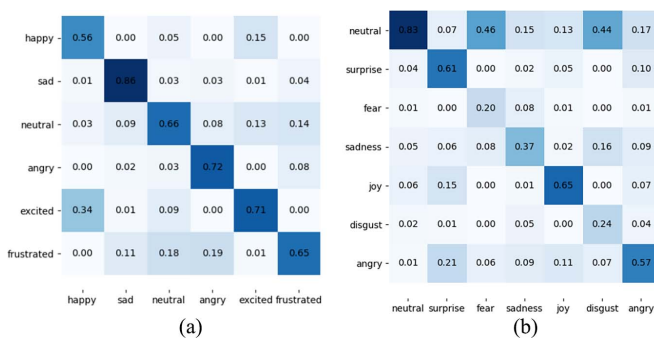 (a)
happy 0.56 0.00 0.05 0.00 0.15 0.00
sad 0.01 0.86 0.03 0.03 0.01 0.04
neutral 0.03 0.09 0.66 0.08 0.13 0.14
angry 0.00 0.02 0.03 0.72 0.00 0.08
excited 0.34 0.01 0.09 0.00 0.71 0.00
frustrated 0.00 0.11 0.18 0.19 0.01 0.65
happy sad neutral angry excited frustrated
(a)
(b)
neutral 0.83 0.07 0.46 0.15 0.13 0.44 0.17
surprise 0.04 0.61 0.00 0.02 0.05 0.00 0.10
fear 0.01 0.00 0.20 0.08 0.01 0.00 0.01
sadness 0.05 0.06 0.08 0.37 0.02 0.16 0.09
joy 0.06 0.15 0.00 0.01 0.65 0.00 0.07
disgust 0.02 0.01 0.00 0.05 0.00 0.24 0.04
angry 0.01 0.21 0.06 0.09 0.11 0.07 0.57
neutral surprise fear sadness joy disgust angry
(b)